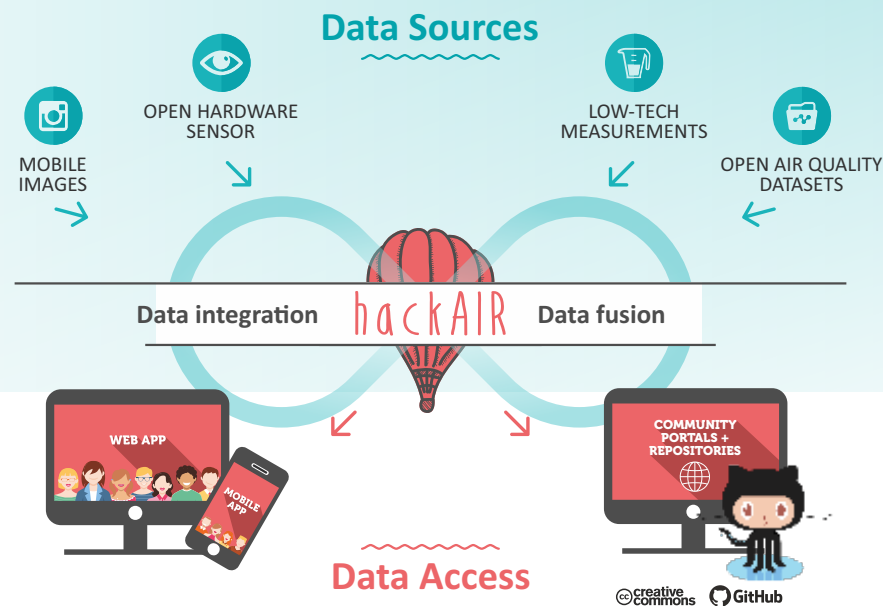 Data Sources
OPEN HARDWARE
SENSOR
LOW-TECH
MEASUREMENTS
MOBILE
IMAGES
OPEN AIR QUALITY
DATASETS
Data integration
hackAIR
Data fusion
WEB APP
MOBILE
APP
COMMUNITY
PORTALS +
REPOSITORIES
Data Access
cc creative
commons
GitHub